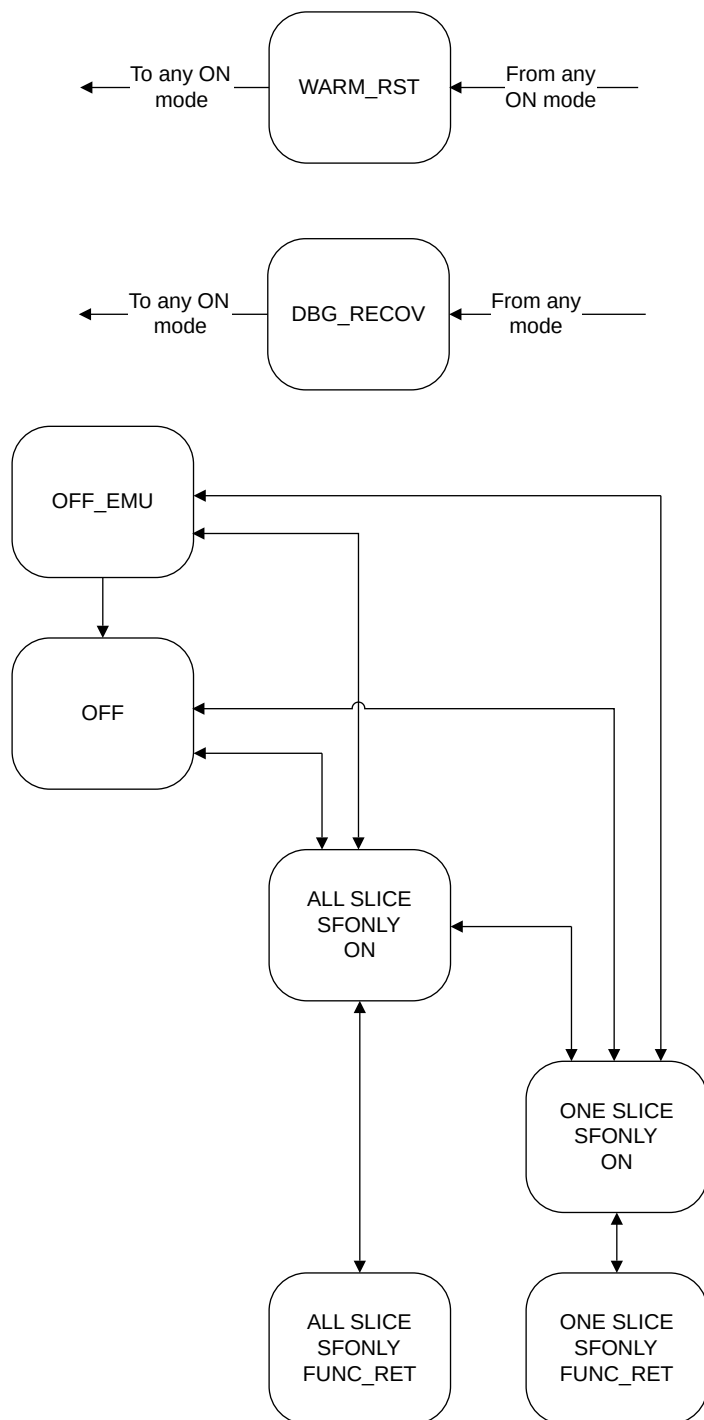 To any ON
mode
WARM_RST
From any
ON mode
To any ON
mode
DBG_RECOV
From any
mode
OFF_EMU
OFF
ALL SLICE
SFONLY
ON
ONE SLICE
SFONLY
ON
ALL SLICE
SFONLY
FUNC_RET
ONE SLICE
SFONLY
FUNC_RET